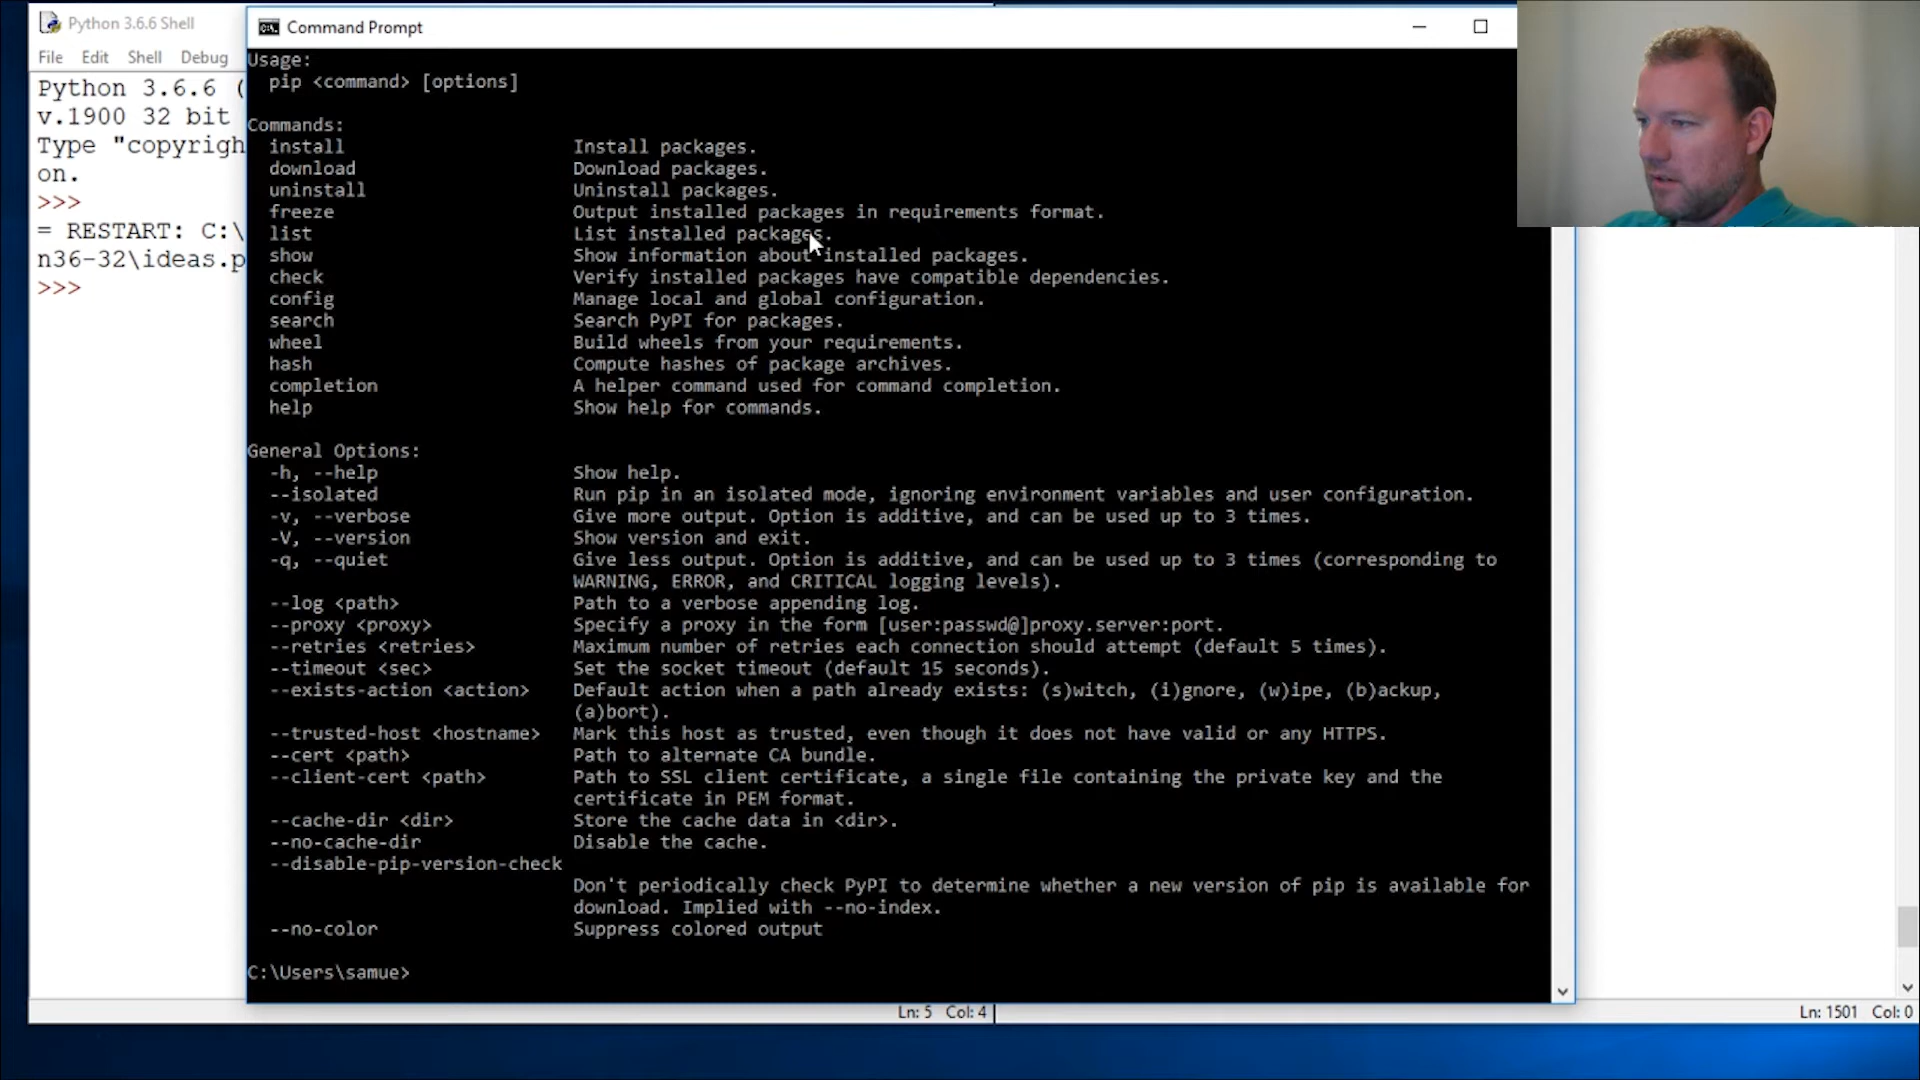 Python 3.6.6 Shell
File Edit Shell Debug
Python 3.6.6 (
v.1900 32 bit
Type "copyrigh
on.
>>>
= RESTART: C:\
n36-32\ideas.p
>>>
Command Prompt
Usage:
pip <command> [options]
Commands:
install Install packages.
download Download packages.
uninstall Uninstall packages.
freeze Output installed packages in requirements format.
list List installed packages.
show Show information about installed packages.
check Verify installed packages have compatible dependencies.
config Manage local and global configuration.
search Search PyPI for packages.
wheel Build wheels from your requirements.
hash Compute hashes of package archives.
completion A helper command used for command completion.
help Show help for commands.
General Options:
-h, --help Show help.
--isolated Run pip in an isolated mode, ignoring environment variables and user configuration.
-v, --verbose Give more output. Option is additive, and can be used up to 3 times.
-V, --version Show version and exit.
-q, --quiet Give less output. Option is additive, and can be used up to 3 times (corresponding to
WARNING, ERROR, and CRITICAL logging levels).
--log <path> Path to a verbose appending log.
--proxy <proxy> Specify a proxy in the form [user:passwd@]proxy.server:port.
--retries <retries> Maximum number of retries each connection should attempt (default 5 times).
--timeout <sec> Set the socket timeout (default 15 seconds).
--exists-action <action> Default action when a path already exists: (s)witch, (i)gnore, (w)ipe, (b)ackup,
(a)bort).
--trusted-host <hostname> Mark this host as trusted, even though it does not have valid or any HTTPS.
--cert <path> Path to alternate CA bundle.
--client-cert <path> Path to SSL client certificate, a single file containing the private key and the
certificate in PEM format.
--cache-dir <dir> Store the cache data in <dir>.
--no-cache-dir Disable the cache.
--disable-pip-version-check
Don't periodically check PyPI to determine whether a new version of pip is available for
download. Implied with --no-index.
--no-color Suppress colored output
C:\Users\samue>
Ln: 5 Col: 4
Ln: 1501 Col: 0